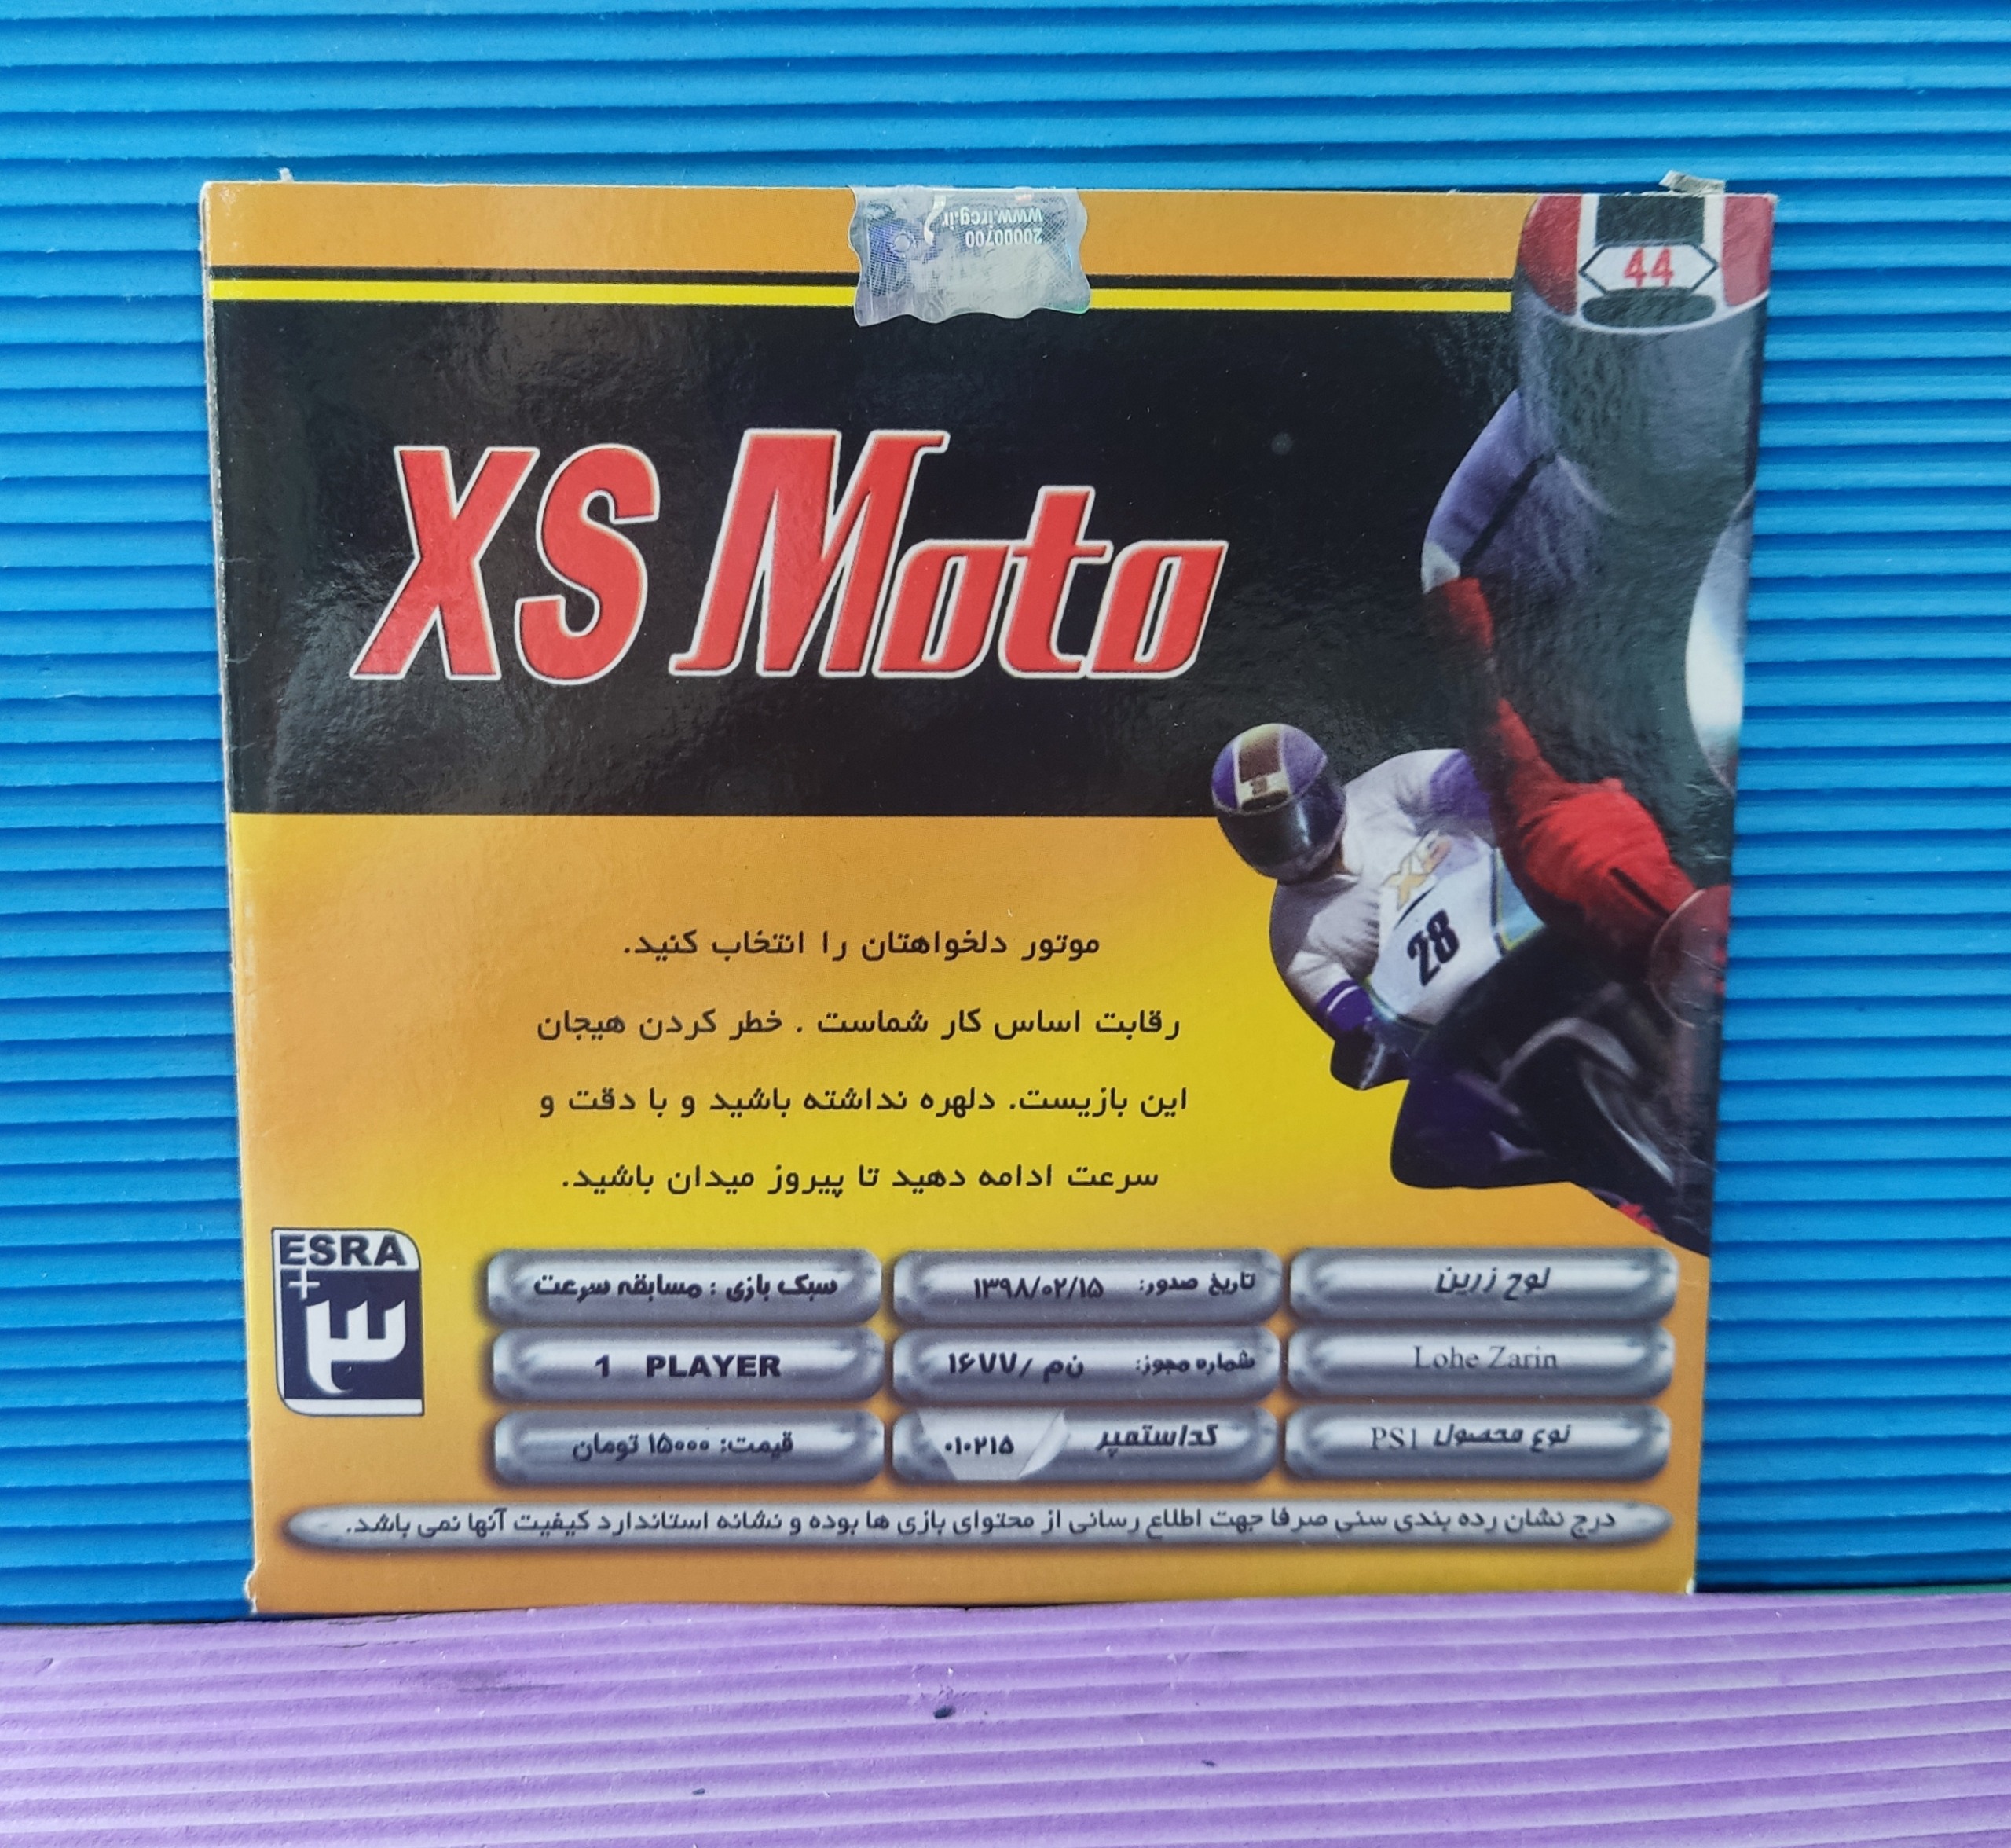 www.ircg.ir
20000700
44
XS Moto
28
موتور دلخواهتان را انتخاب کنید.
رقابت اساس کار شماست . خطر کردن هیجان
این بازیست. دلهره نداشته باشید و با دقت و
سرعت ادامه دهید تا پیروز میدان باشید.
ESRA
+۳
لوح زرین
تاریخ صدور: ۱۳۹۸/۰۲/۱۵
سبک بازی : مسابقه سرعت
Lohe Zarin
شماره مجوز: ن م /۱۶۷۷
1 PLAYER
نوع محصول PS1
کداستمپر ۰۱۰۲۱۵
قیمت: ۱۵۰۰۰ تومان
درج نشان رده بندی سنی صرفا جهت اطلاع رسانی از محتوای بازی ها بوده و نشانه استاندارد کیفیت آنها نمی باشد.